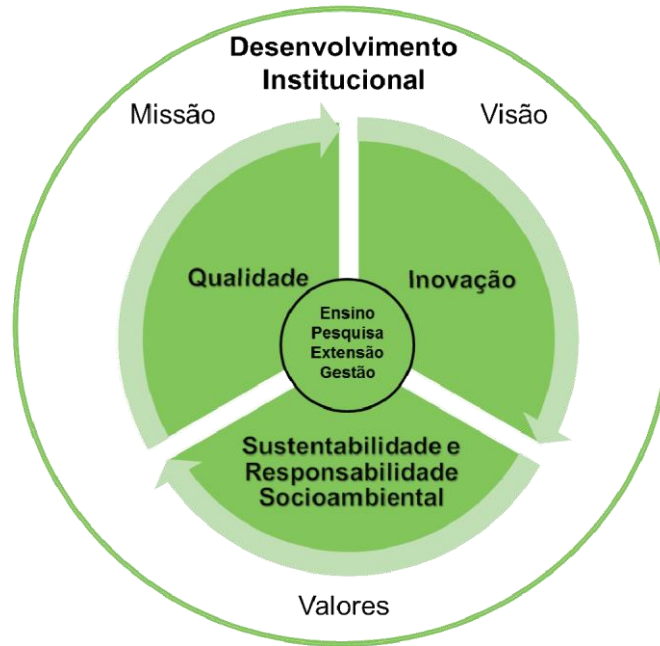 Desenvolvimento
Institucional
Missão
Visão
Qualidade
Inovação
Ensino
Pesquisa
Extensão
Gestão
Sustentabilidade e
Responsabilidade
Socioambiental
Valores